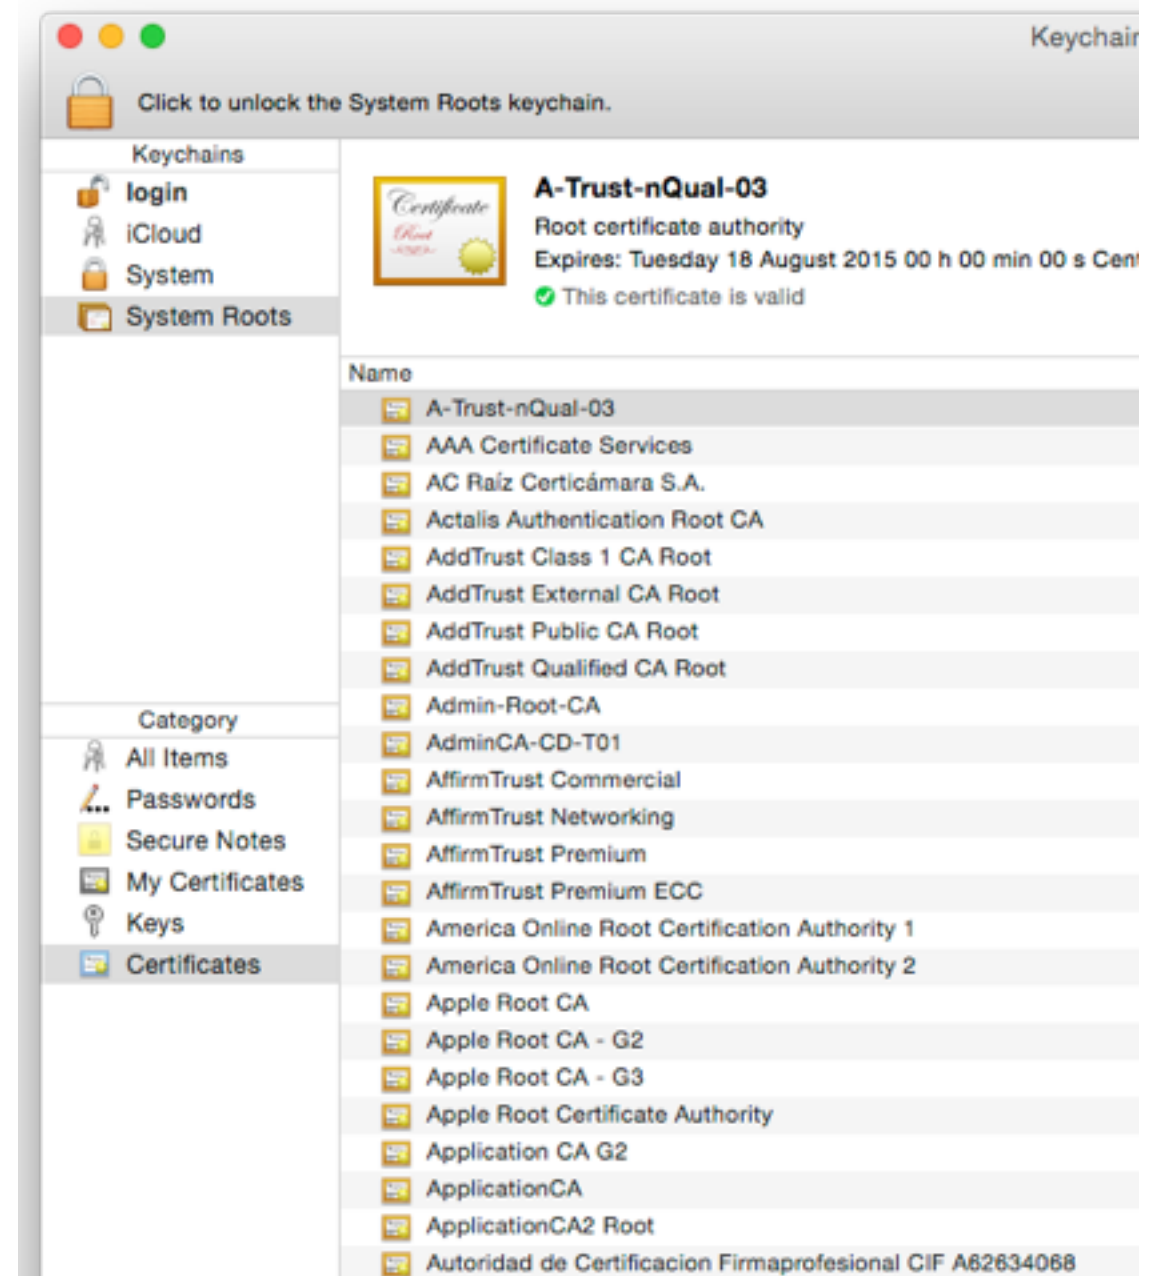 Keychain
Click to unlock the System Roots keychain.
Keychains
login
iCloud
System
System Roots
Certificate
Root
A-Trust-nQual-03
Root certificate authority
Expires: Tuesday 18 August 2015 00 h 00 min 00 s Cent
This certificate is valid
Name
A-Trust-nQual-03
AAA Certificate Services
AC Raíz Certicámara S.A.
Actalis Authentication Root CA
AddTrust Class 1 CA Root
AddTrust External CA Root
AddTrust Public CA Root
AddTrust Qualified CA Root
Admin-Root-CA
AdminCA-CD-T01
AffirmTrust Commercial
AffirmTrust Networking
AffirmTrust Premium
AffirmTrust Premium ECC
America Online Root Certification Authority 1
America Online Root Certification Authority 2
Apple Root CA
Apple Root CA - G2
Apple Root CA - G3
Apple Root Certificate Authority
Application CA G2
ApplicationCA
ApplicationCA2 Root
Autoridad de Certificacion Firmaprofesional CIF A62634068
Category
All Items
Passwords
Secure Notes
My Certificates
Keys
Certificates